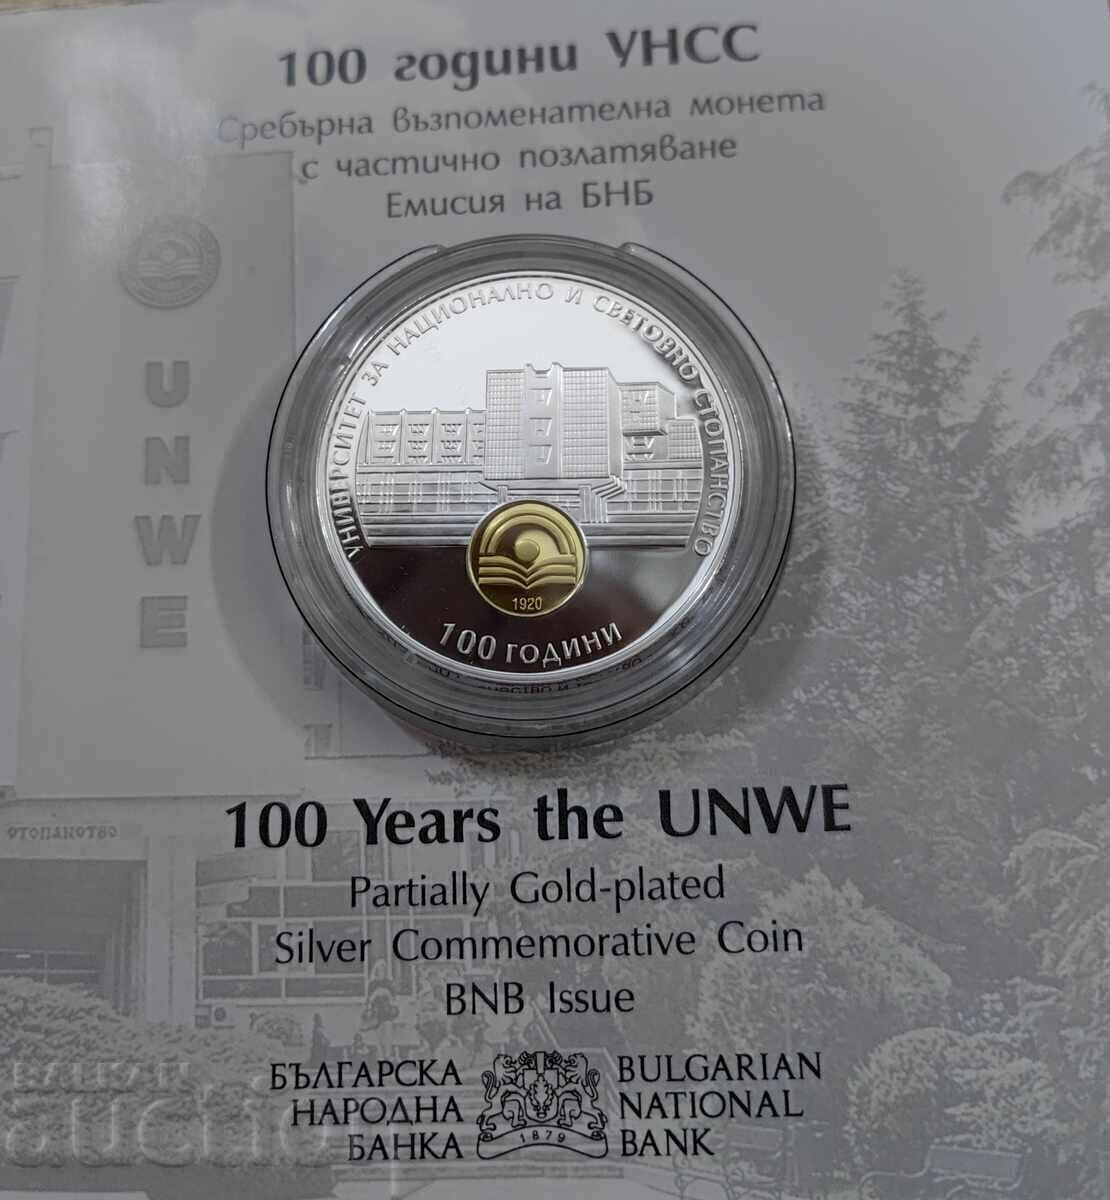 100 години УНСС
Сребърна възпоменателна монета
с частично позлатяване
Емисия на БНБ
UNWE
УНИВЕРСИТЕТ ЗА НАЦИОНАЛНО И СВЕТОВНО СТОПАНСТВО
1920
100 ГОДИНИ
100 Years the UNWE
СТОПАНСТВО
Partially Gold-plated
Silver Commemorative Coin
BNB Issue
БЪЛГАРСКА
НАРОДНА
БАНКА
1879
BULGARIAN
NATIONAL
BANK